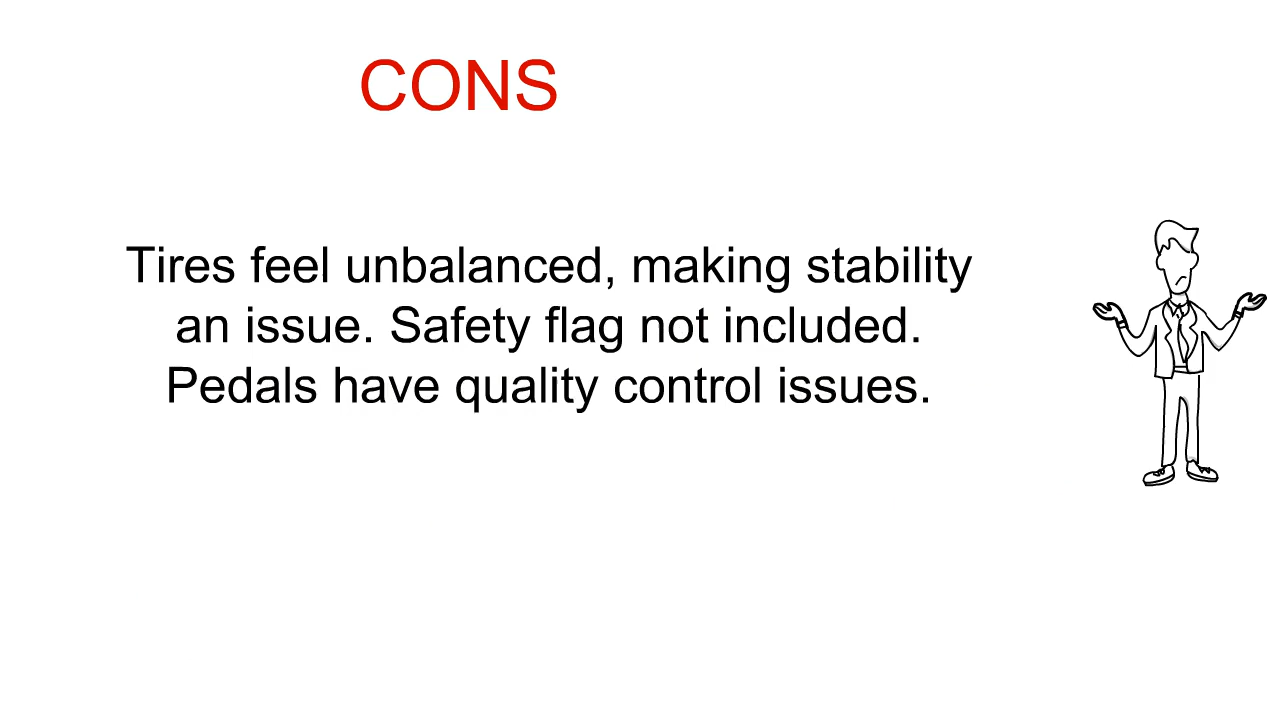 CONS
Tires feel unbalanced, making stability
an issue. Safety flag not included.
Pedals have quality control issues.